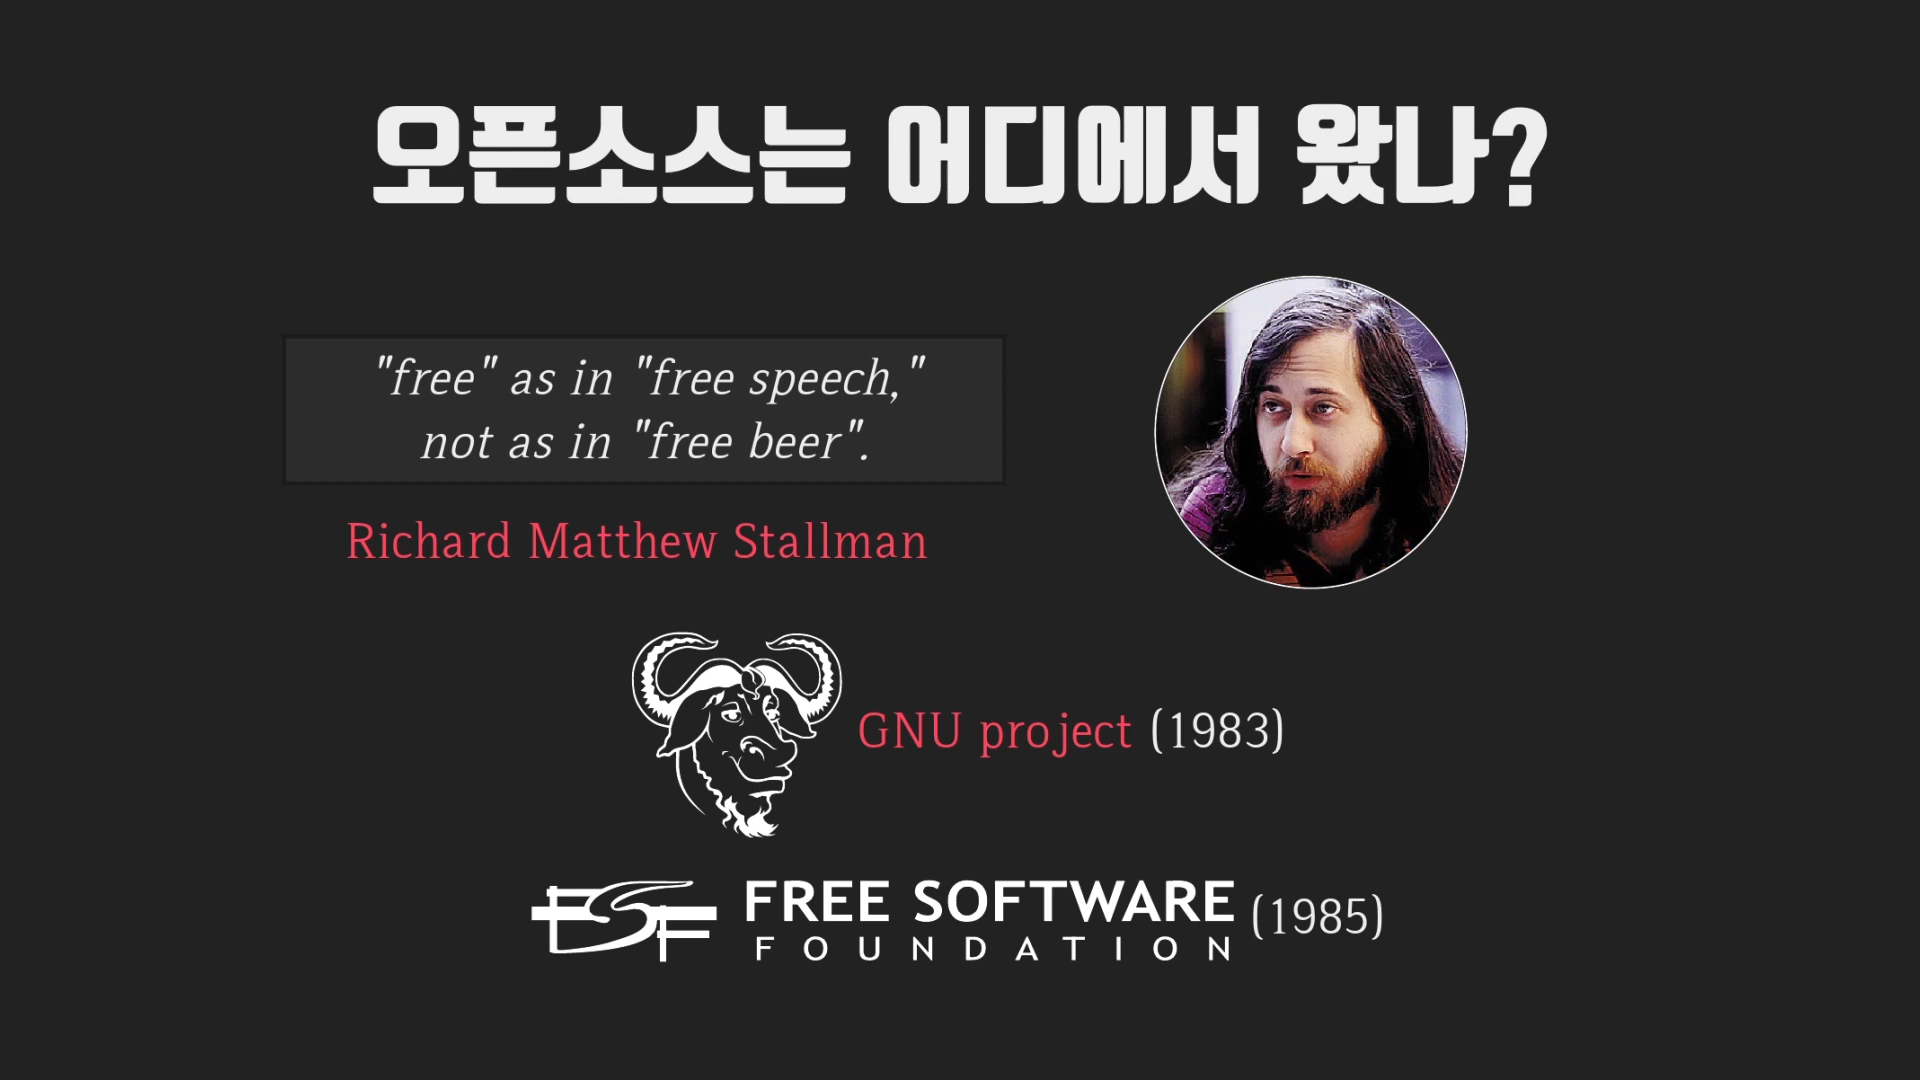 오픈소스는 어디에서 왔나?
"free" as in "free speech,"
not as in "free beer".
Richard Matthew Stallman
GNU project (1983)
FSF FREE SOFTWARE (1985)
FOUNDATION